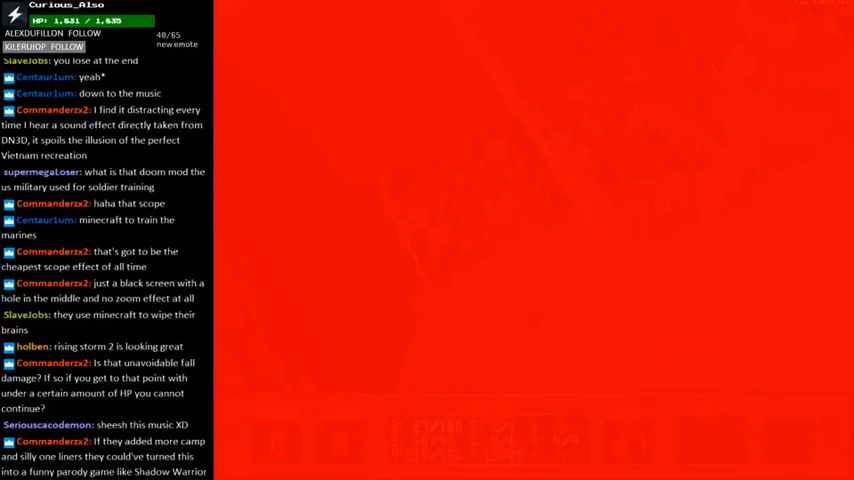 Curious_Also
HP: 1,831 / 1,835
ALEXDUFILLON FOLLOW
KILERUIOP FOLLOW
48/65
new emote
SlaveJobs: you lose at the end
Centaur1um: yeah*
Centaur1um: down to the music
Commanderzx2: I find it distracting every
time I hear a sound effect directly taken from
DN3D, it spoils the illusion of the perfect
Vietnam recreation
supermegaLoser: what is that doom mod the
us military used for soldier training
Commanderzx2: haha that scope
Centaur1um: minecraft to train the
marines
Commanderzx2: that's got to be the
cheapest scope effect of all time
Commanderzx2: just a black screen with a
hole in the middle and no zoom effect at all
SlaveJobs: they use minecraft to wipe their
brains
holben: rising storm 2 is looking great
Commanderzx2: Is that unavoidable fall
damage? If so if you get to that point with
under a certain amount of HP you cannot
continue?
Seriouscacodemon: sheesh this music XD
Commanderzx2: If they added more camp
and silly one liners they could've turned this
into a funny parody game like Shadow Warrior